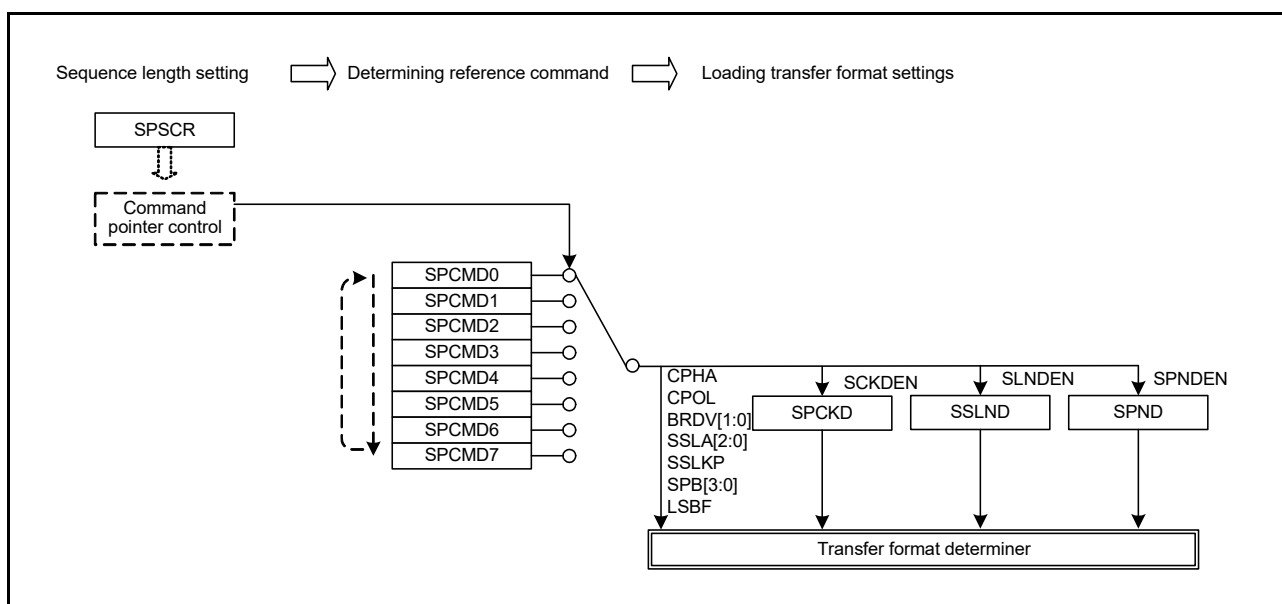 Sequence length setting
Determining reference command
Loading transfer format settings
SPSCR
Command
pointer control
SPCMD0
SPCMD1
SPCMD2
SPCMD3
SPCMD4
SPCMD5
SPCMD6
SPCMD7
CPHA
CPOL
BRDV[1:0]
SSLA[2:0]
SSLKP
SPB[3:0]
LSBF
SCKDEN
SPCKD
SLNDEN
SSLND
SPNDEN
SPND
Transfer format determiner